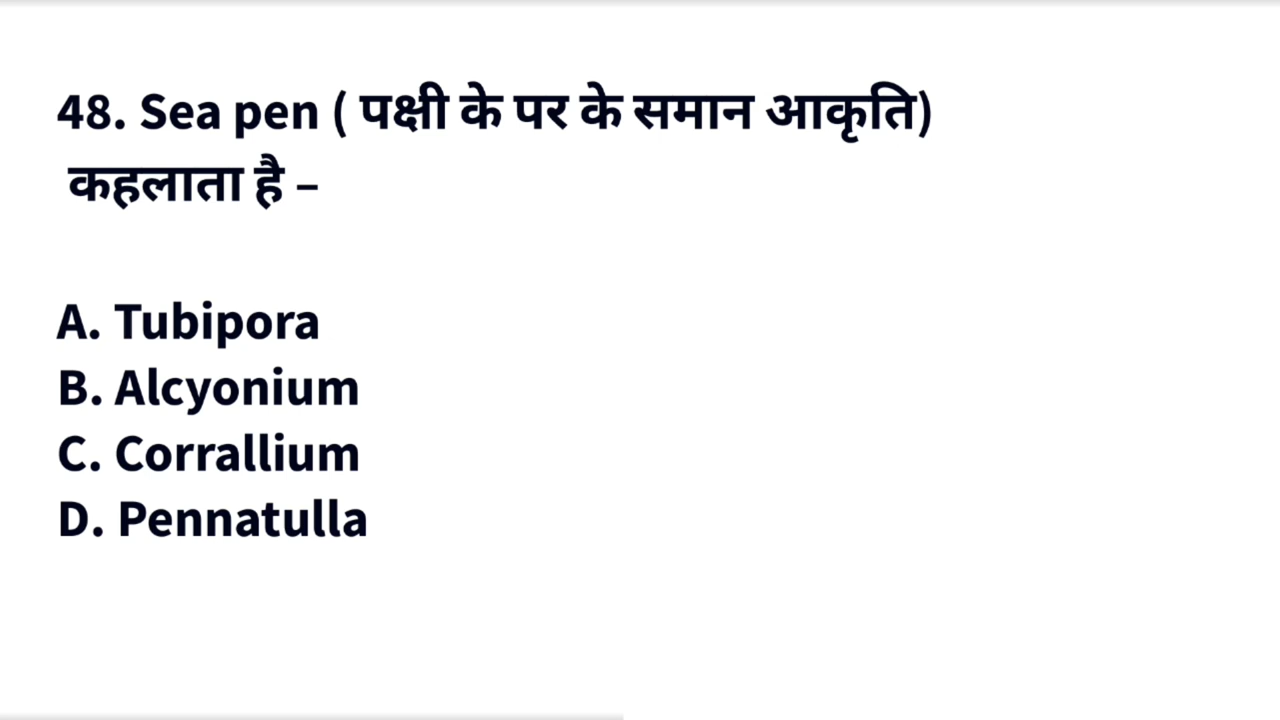 48. Sea pen ( पक्षी के पर के समान आकृति)
कहलाता है –
A. Tubipora
B. Alcyonium
C. Corrallium
D. Pennatulla